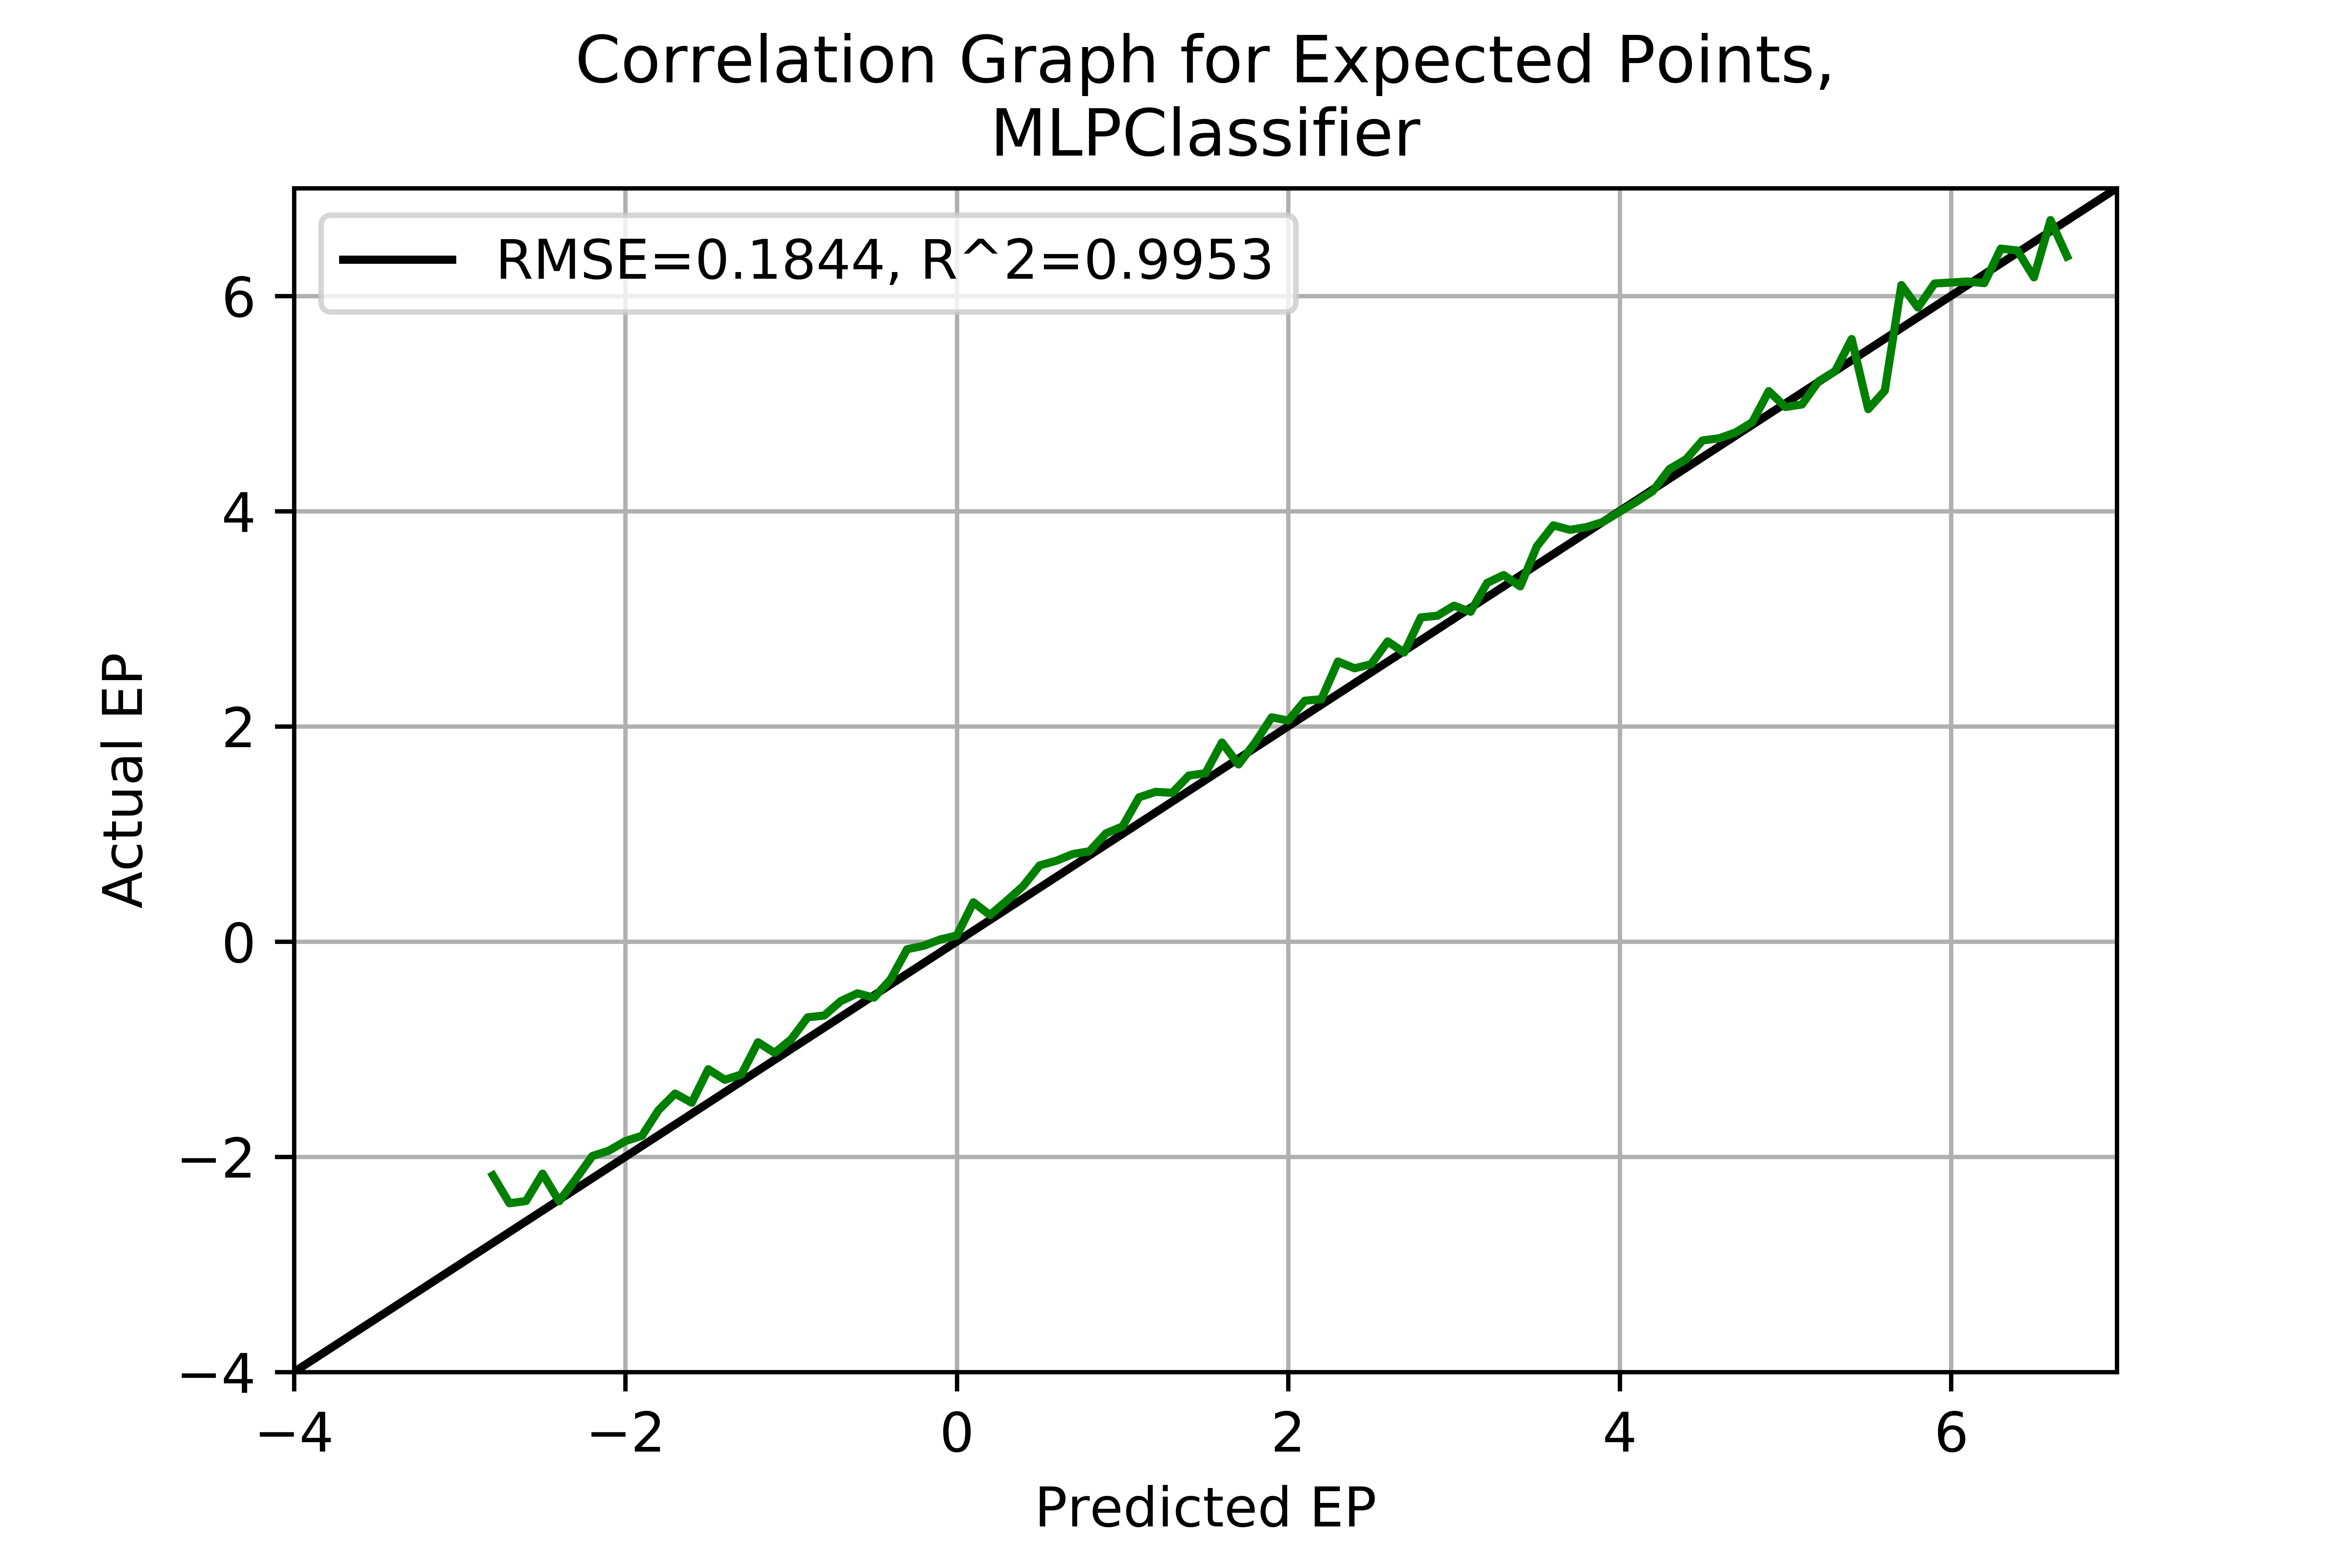 Correlation Graph for Expected Points,
MLPClassifier
RMSE=0.1844, R^2=0.9953
6
4
2
0
−2
−4
Actual EP
−4 −2 0 2 4 6
Predicted EP